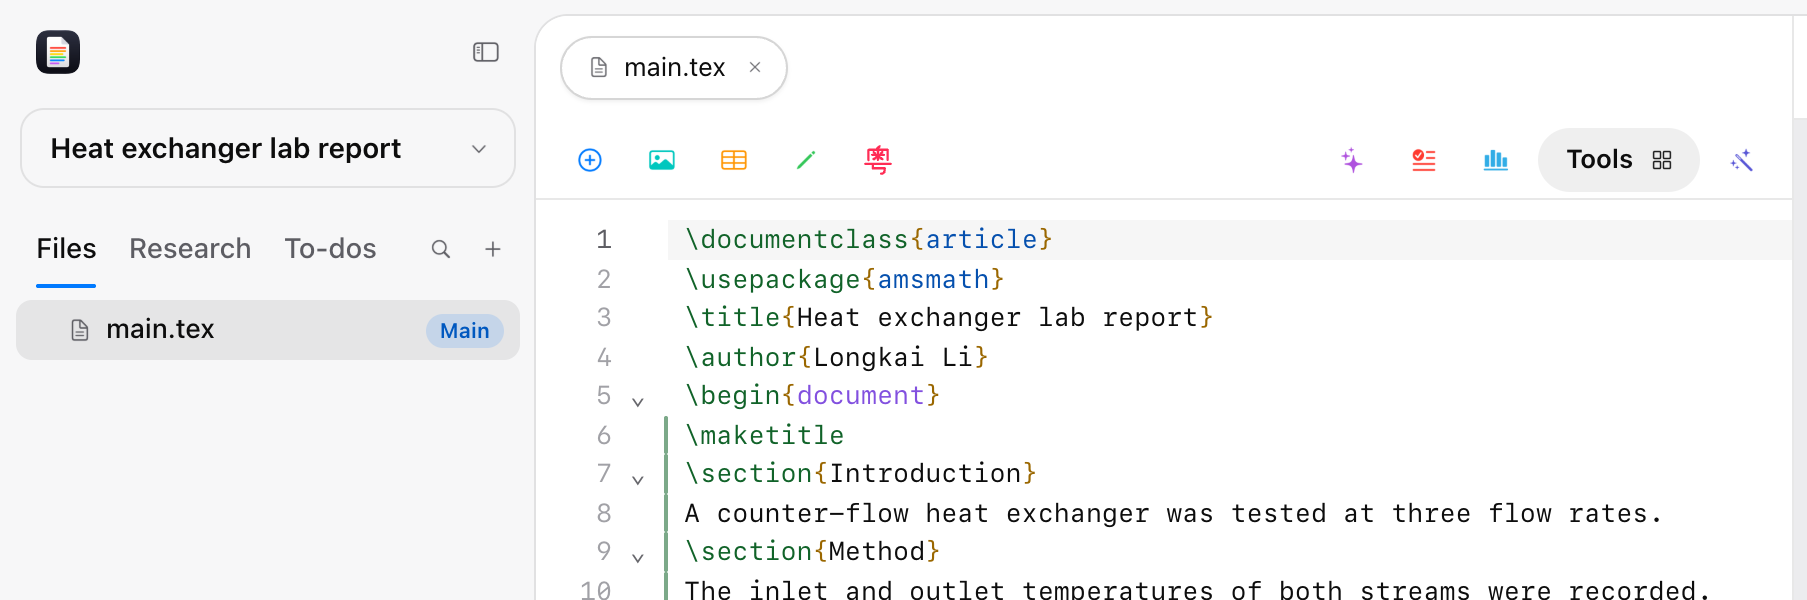 Heat exchanger lab report
Files Research To-dos
main.tex Main
main.tex
Tools
1 \documentclass{article}
2 \usepackage{amsmath}
3 \title{Heat exchanger lab report}
4 \author{Longkai Li}
5 \begin{document}
6 \maketitle
7 \section{Introduction}
8 A counter-flow heat exchanger was tested at three flow rates.
9 \section{Method}
10 The inlet and outlet temperatures of both streams were recorded.